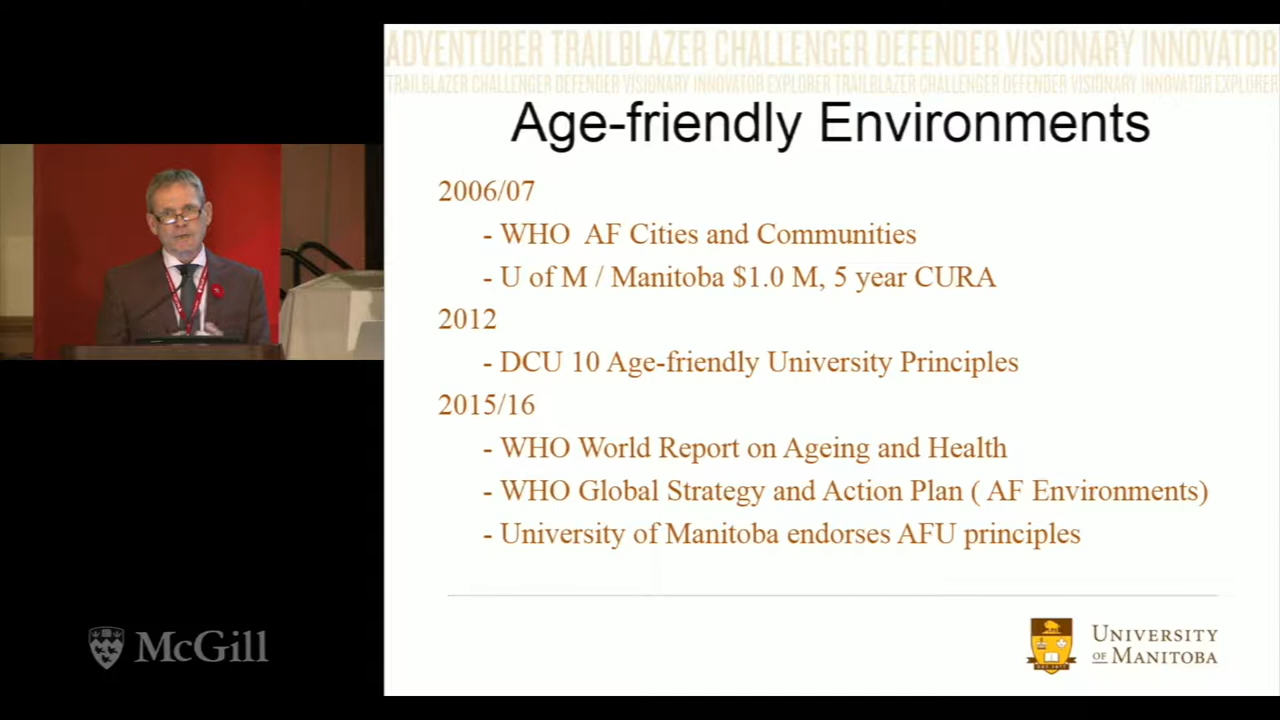 ADVENTURER TRAILBLAZER CHALLENGER DEFENDER VISIONARY INNOVATOR
TRAILBLAZER CHALLENGER DEFENDER VISIONARY INNOVATOR EXPLORER TRAILBLAZER CHALLENGER DEFENDER VISIONARY INNOVATOR EXPLORER
Age-friendly Environments
2006/07
- WHO AF Cities and Communities
- U of M / Manitoba $1.0 M, 5 year CURA
2012
- DCU 10 Age-friendly University Principles
2015/16
- WHO World Report on Ageing and Health
- WHO Global Strategy and Action Plan ( AF Environments)
- University of Manitoba endorses AFU principles
McGill
UNIVERSITY
OF MANITOBA